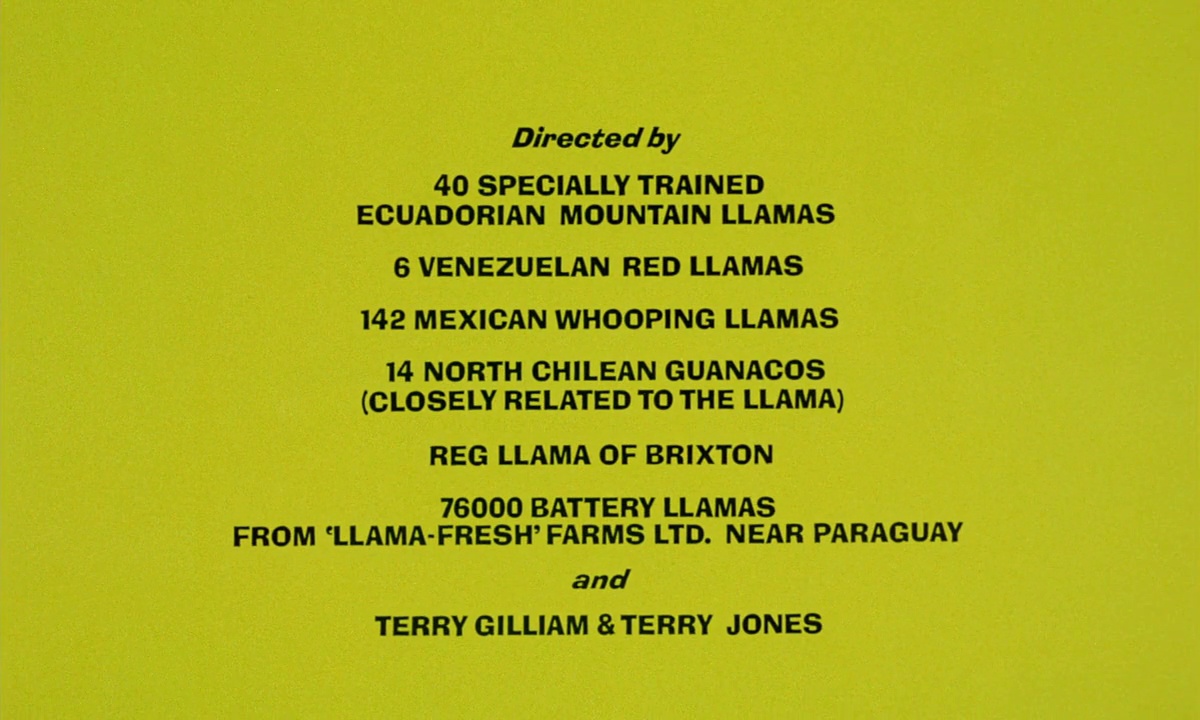 Directed by
40 SPECIALLY TRAINED
ECUADORIAN MOUNTAIN LLAMAS
6 VENEZUELAN RED LLAMAS
142 MEXICAN WHOOPING LLAMAS
14 NORTH CHILEAN GUANACOS
(CLOSELY RELATED TO THE LLAMA)
REG LLAMA OF BRIXTON
76000 BATTERY LLAMAS
FROM ‘LLAMA-FRESH’ FARMS LTD. NEAR PARAGUAY
and
TERRY GILLIAM & TERRY JONES